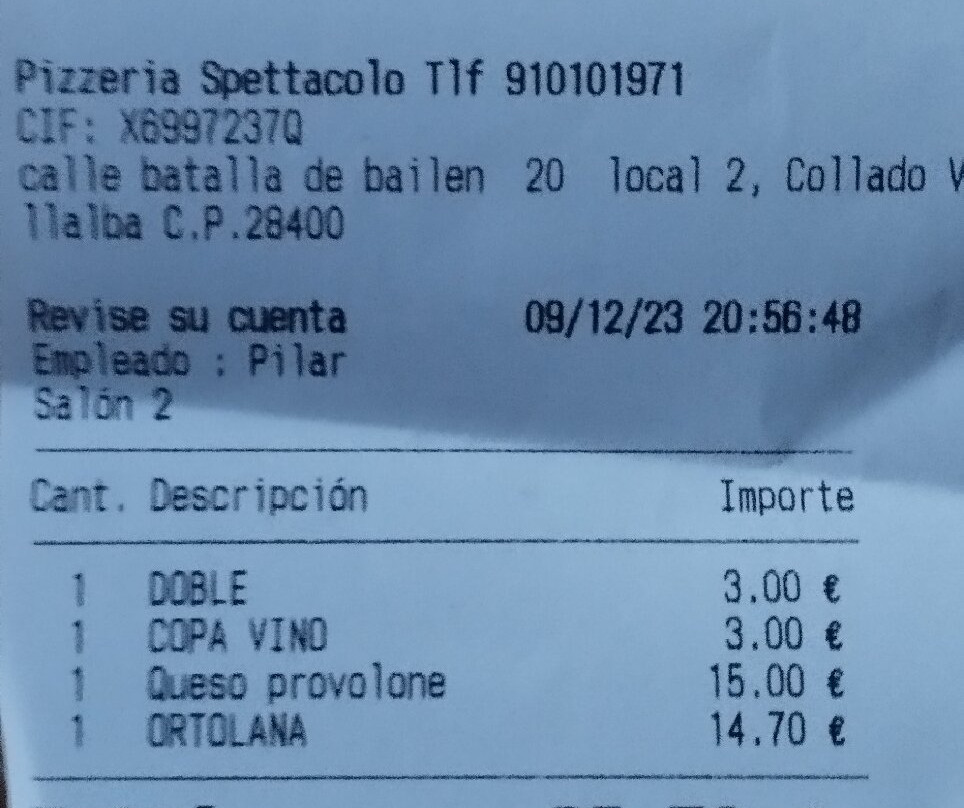 Pizzeria Spettacolo Tlf 910101971
CIF: X6997237Q
calle batalla de bailen 20 local 2, Collado V
llalba C.P.28400
Revise su cuenta 09/12/23 20:56:48
Empleado : Pilar
Salón 2
Cant. Descripción Importe
1 DOBLE 3.00 €
1 COPA VINO 3.00 €
1 Queso provolone 15.00 €
1 ORTOLANA 14.70 €